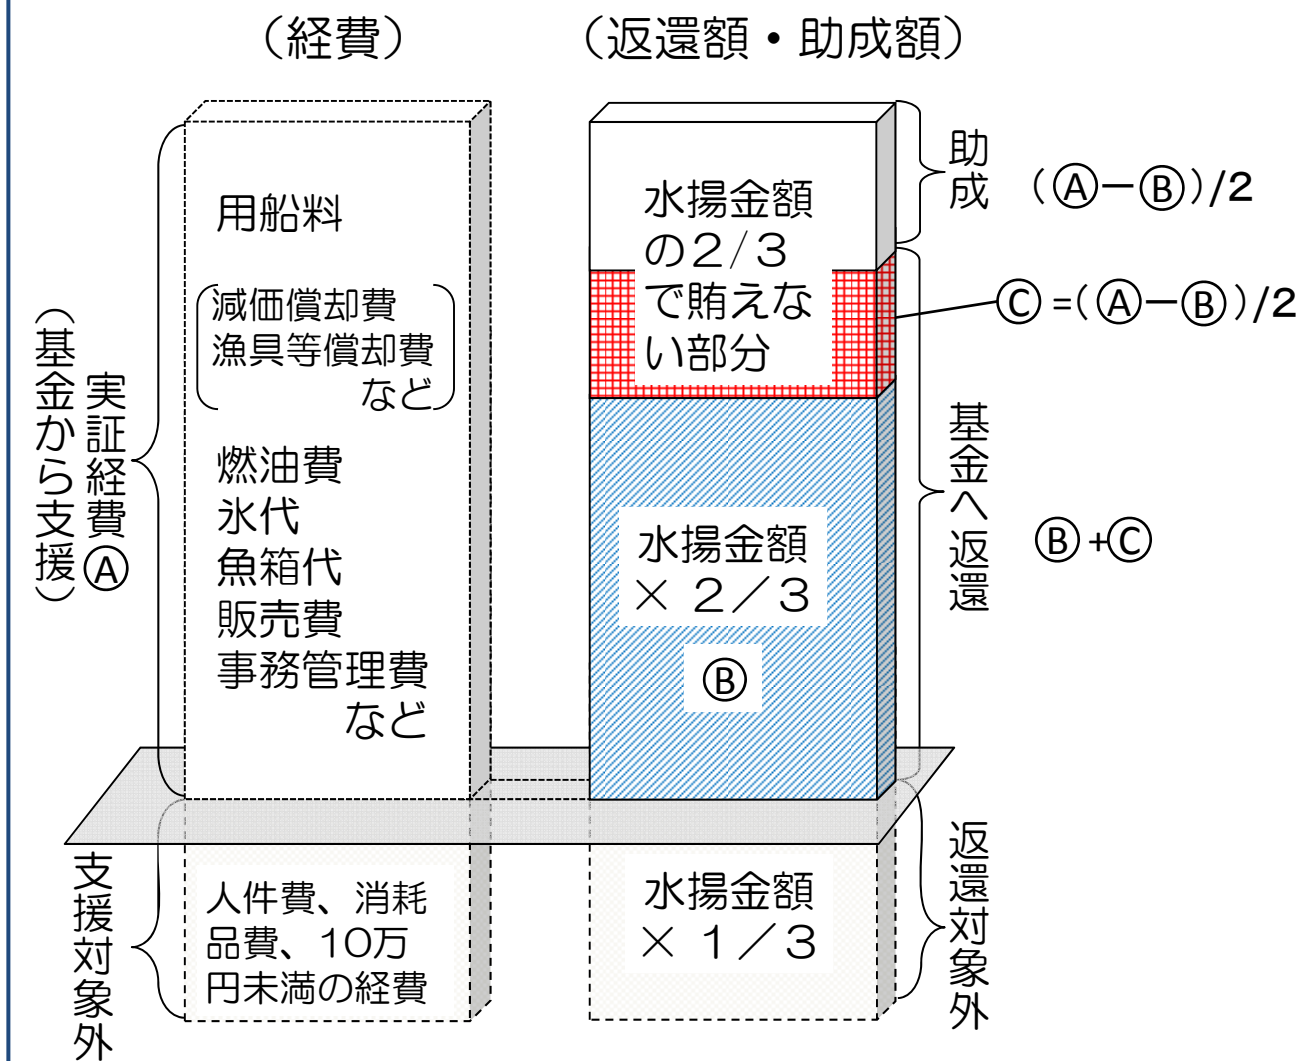 （経費）
（返還額・助成額）
（基金から支援）
実証経費Ⓐ
用船料
減価償却費
漁具等償却費
など
燃油費
氷代
魚箱代
販売費
事務管理費
など
支援対象外
人件費、消耗
品費、10万
円未満の経費
水揚金額
の２/３
で賄えな
い部分
水揚金額
× ２／３
Ⓑ
水揚金額
× １／３
助成
（Ⓐ－Ⓑ）/2
Ⓒ =（Ⓐ－Ⓑ）/2
基金へ返還
Ⓑ+Ⓒ
返還対象外